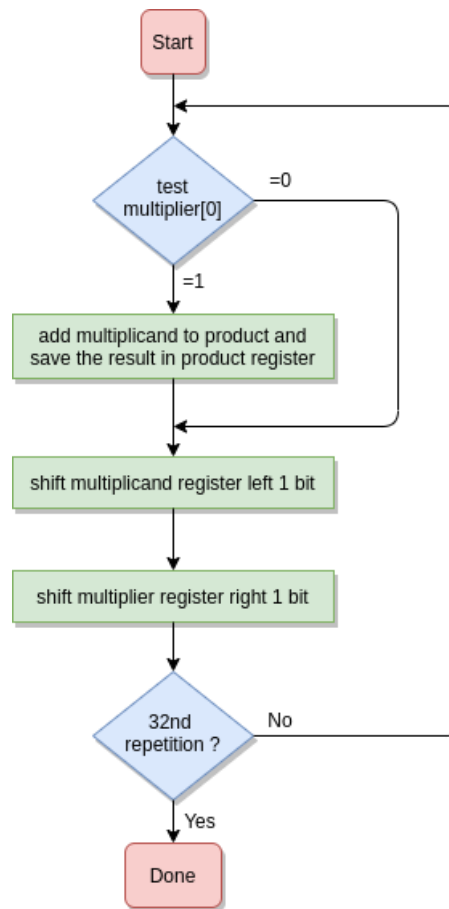 Start
test
multiplier[0]
=0
=1
add multiplicand to product and
save the result in product register
shift multiplicand register left 1 bit
shift multiplier register right 1 bit
32nd
repetition ?
No
Yes
Done